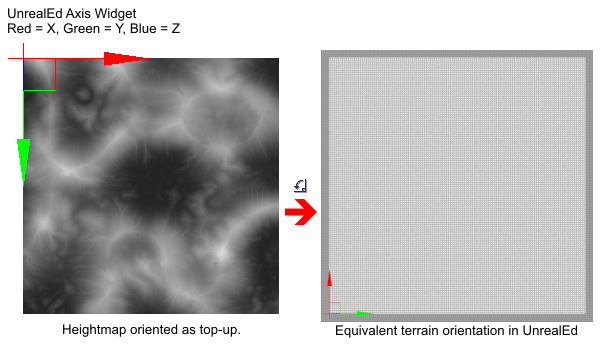 UnrealEd Axis Widget
Red = X, Green = Y, Blue = Z
Heightmap oriented as top-up.
Equivalent terrain orientation in UnrealEd